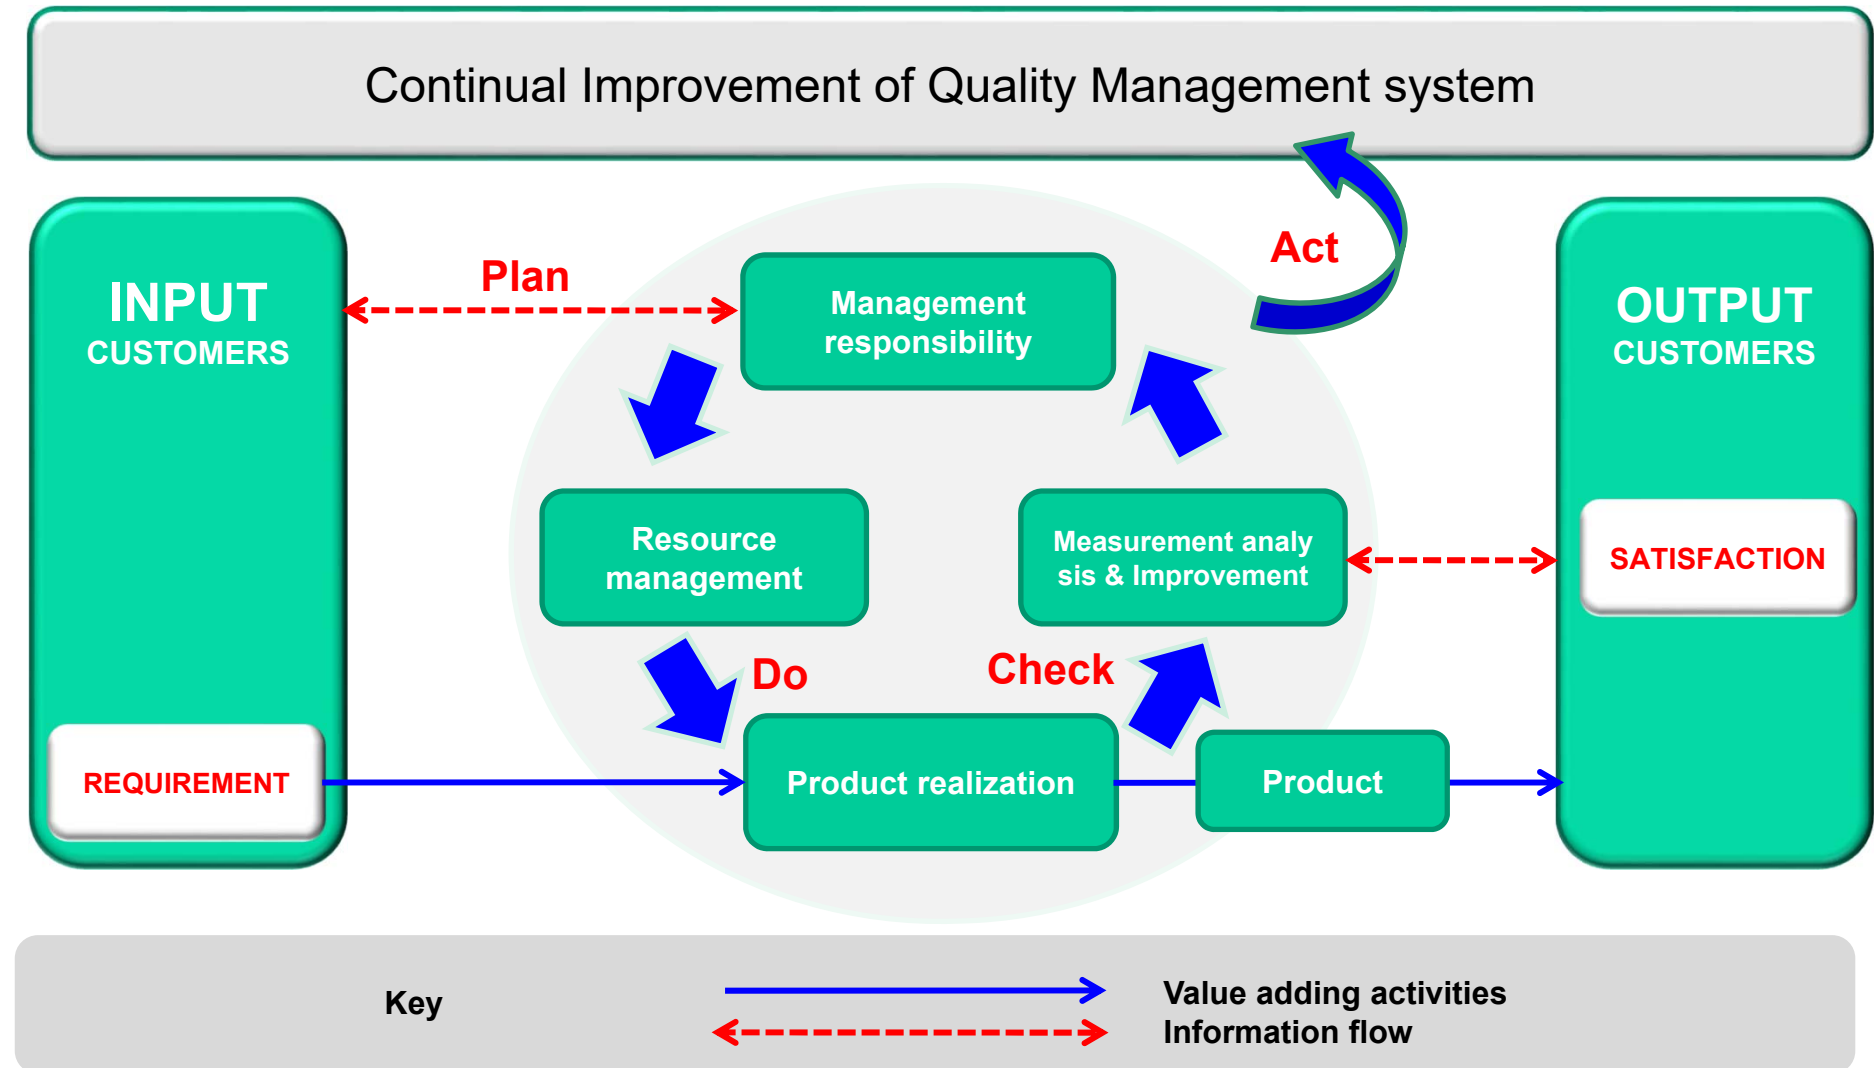 Continual Improvement of Quality Management system
Act
Plan
INPUT
CUSTOMERS
Management
responsibility
OUTPUT
CUSTOMERS
Resource
management
Measurement analy
sis & Improvement
SATISFACTION
Do
Check
REQUIREMENT
Product realization
Product
Key
Value adding activities
Information flow